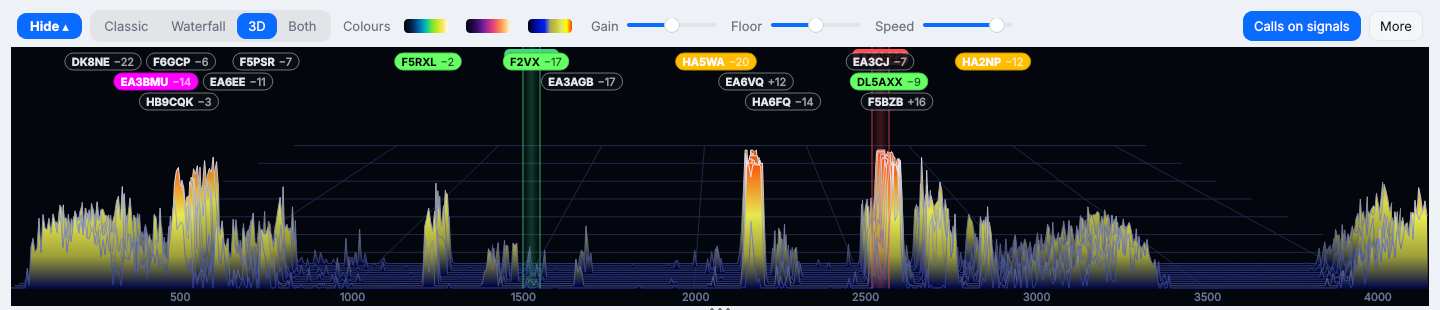 Hide ▴ Classic Waterfall 3D Both Colours Gain Floor Speed Calls on signals More
DK8NE −22 F6GCP −6 F5PSR −7 F5RXL −2 F2VX −17 HA5WA −20 EA3CJ −7 HA2NP −12
EA3BMU −14 EA6EE −11 EA3AGB −17 EA6VQ +12 DL5AXX −9
HB9CQK −3 HA6FQ −14 F5BZB +16
500 1000 1500 2000 2500 3000 3500 4000